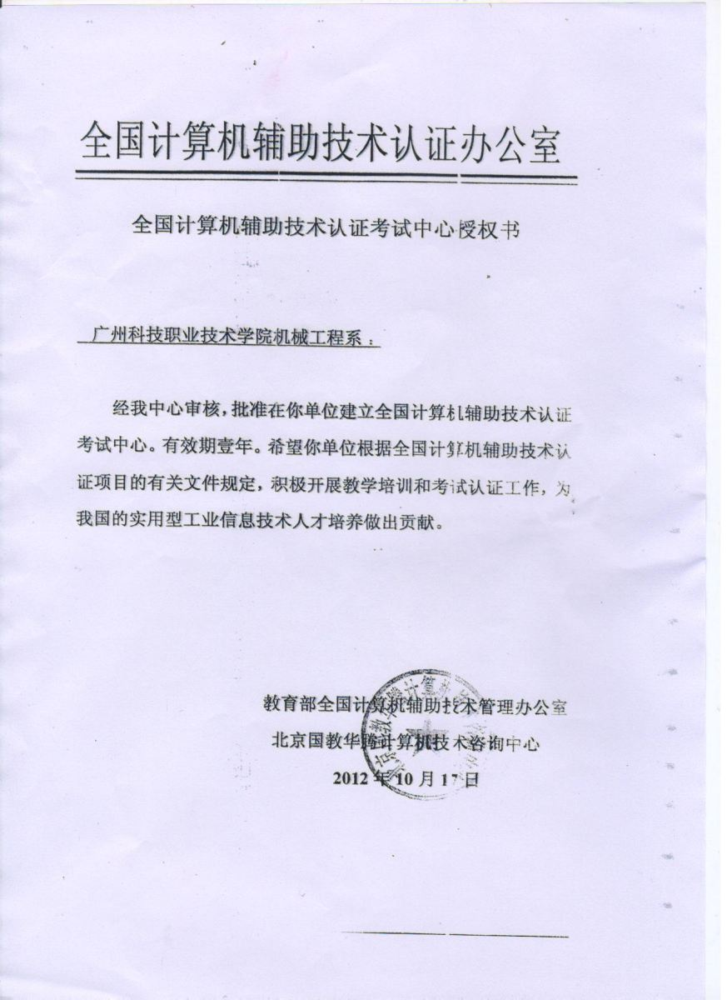 全国计算机辅助技术认证办公室
全国计算机辅助技术认证考试中心授权书
广州科技职业技术学院机械工程系：
经我中心审核，批准在你单位建立全国计算机辅助技术认证
考试中心。有效期壹年。希望你单位根据全国计算机辅助技术认
证项目的有关文件规定，积极开展教学培训和考试认证工作，为
我国的实用型工业信息技术人才培养做出贡献。
教育部全国计算机辅助技术管理办公室
北京国教华腾计算机技术咨询中心
2012 年 10 月 17 日